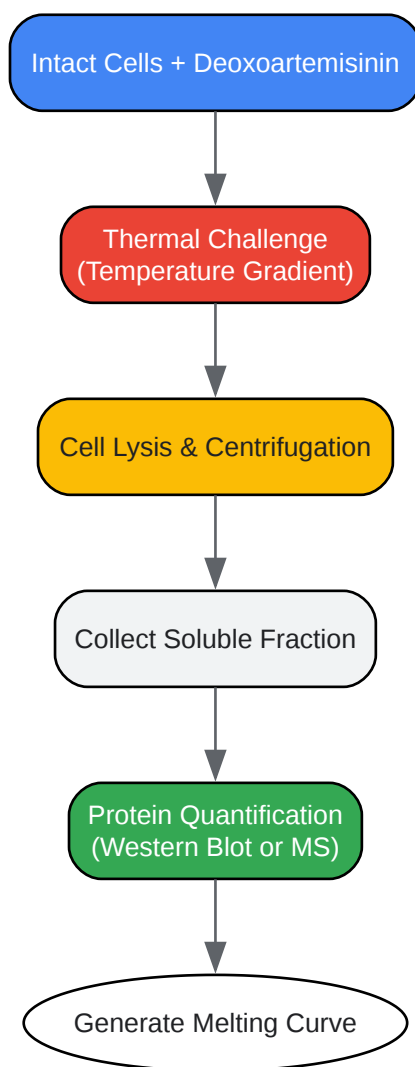 Intact Cells + Deoxoartemisinin
Thermal Challenge
(Temperature Gradient)
Cell Lysis & Centrifugation
Collect Soluble Fraction
Protein Quantification
(Western Blot or MS)
Generate Melting Curve